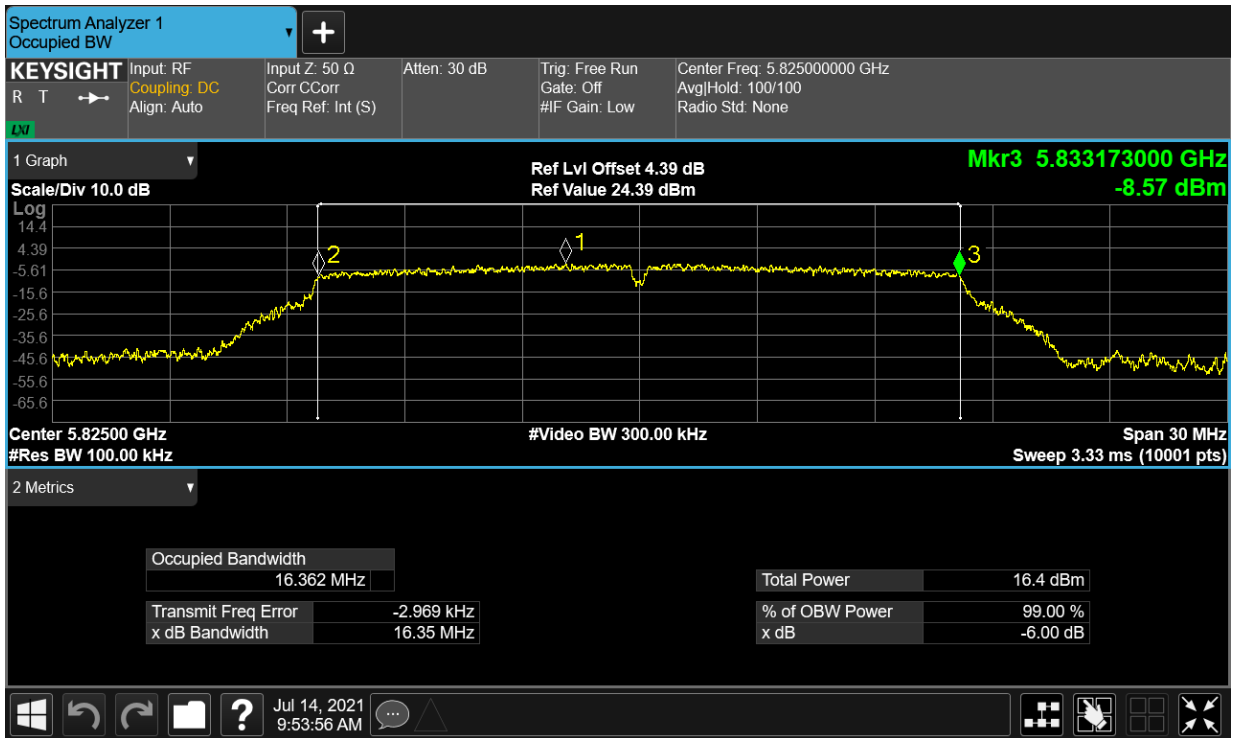 Spectrum Analyzer 1
Occupied BW
KEYSIGHT
R T
LXI
Input: RF
Coupling: DC
Align: Auto
Input Z: 50 Ω
Corr CCorr
Freq Ref: Int (S)
Atten: 30 dB
Trig: Free Run
Gate: Off
#IF Gain: Low
Center Freq: 5.825000000 GHz
Avg|Hold: 100/100
Radio Std: None
1 Graph
Scale/Div 10.0 dB
Ref Lvl Offset 4.39 dB
Ref Value 24.39 dBm
Mkr3 5.833173000 GHz
-8.57 dBm
Log
14.4
4.39
-5.61
-15.6
-25.6
-35.6
-45.6
-55.6
-65.6
2
1
3
Center 5.82500 GHz
#Res BW 100.00 kHz
#Video BW 300.00 kHz
Span 30 MHz
Sweep 3.33 ms (10001 pts)
2 Metrics
Occupied Bandwidth
16.362 MHz
Transmit Freq Error -2.969 kHz
x dB Bandwidth 16.35 MHz
Total Power 16.4 dBm
% of OBW Power 99.00 %
x dB -6.00 dB
?
Jul 14, 2021
9:53:56 AM